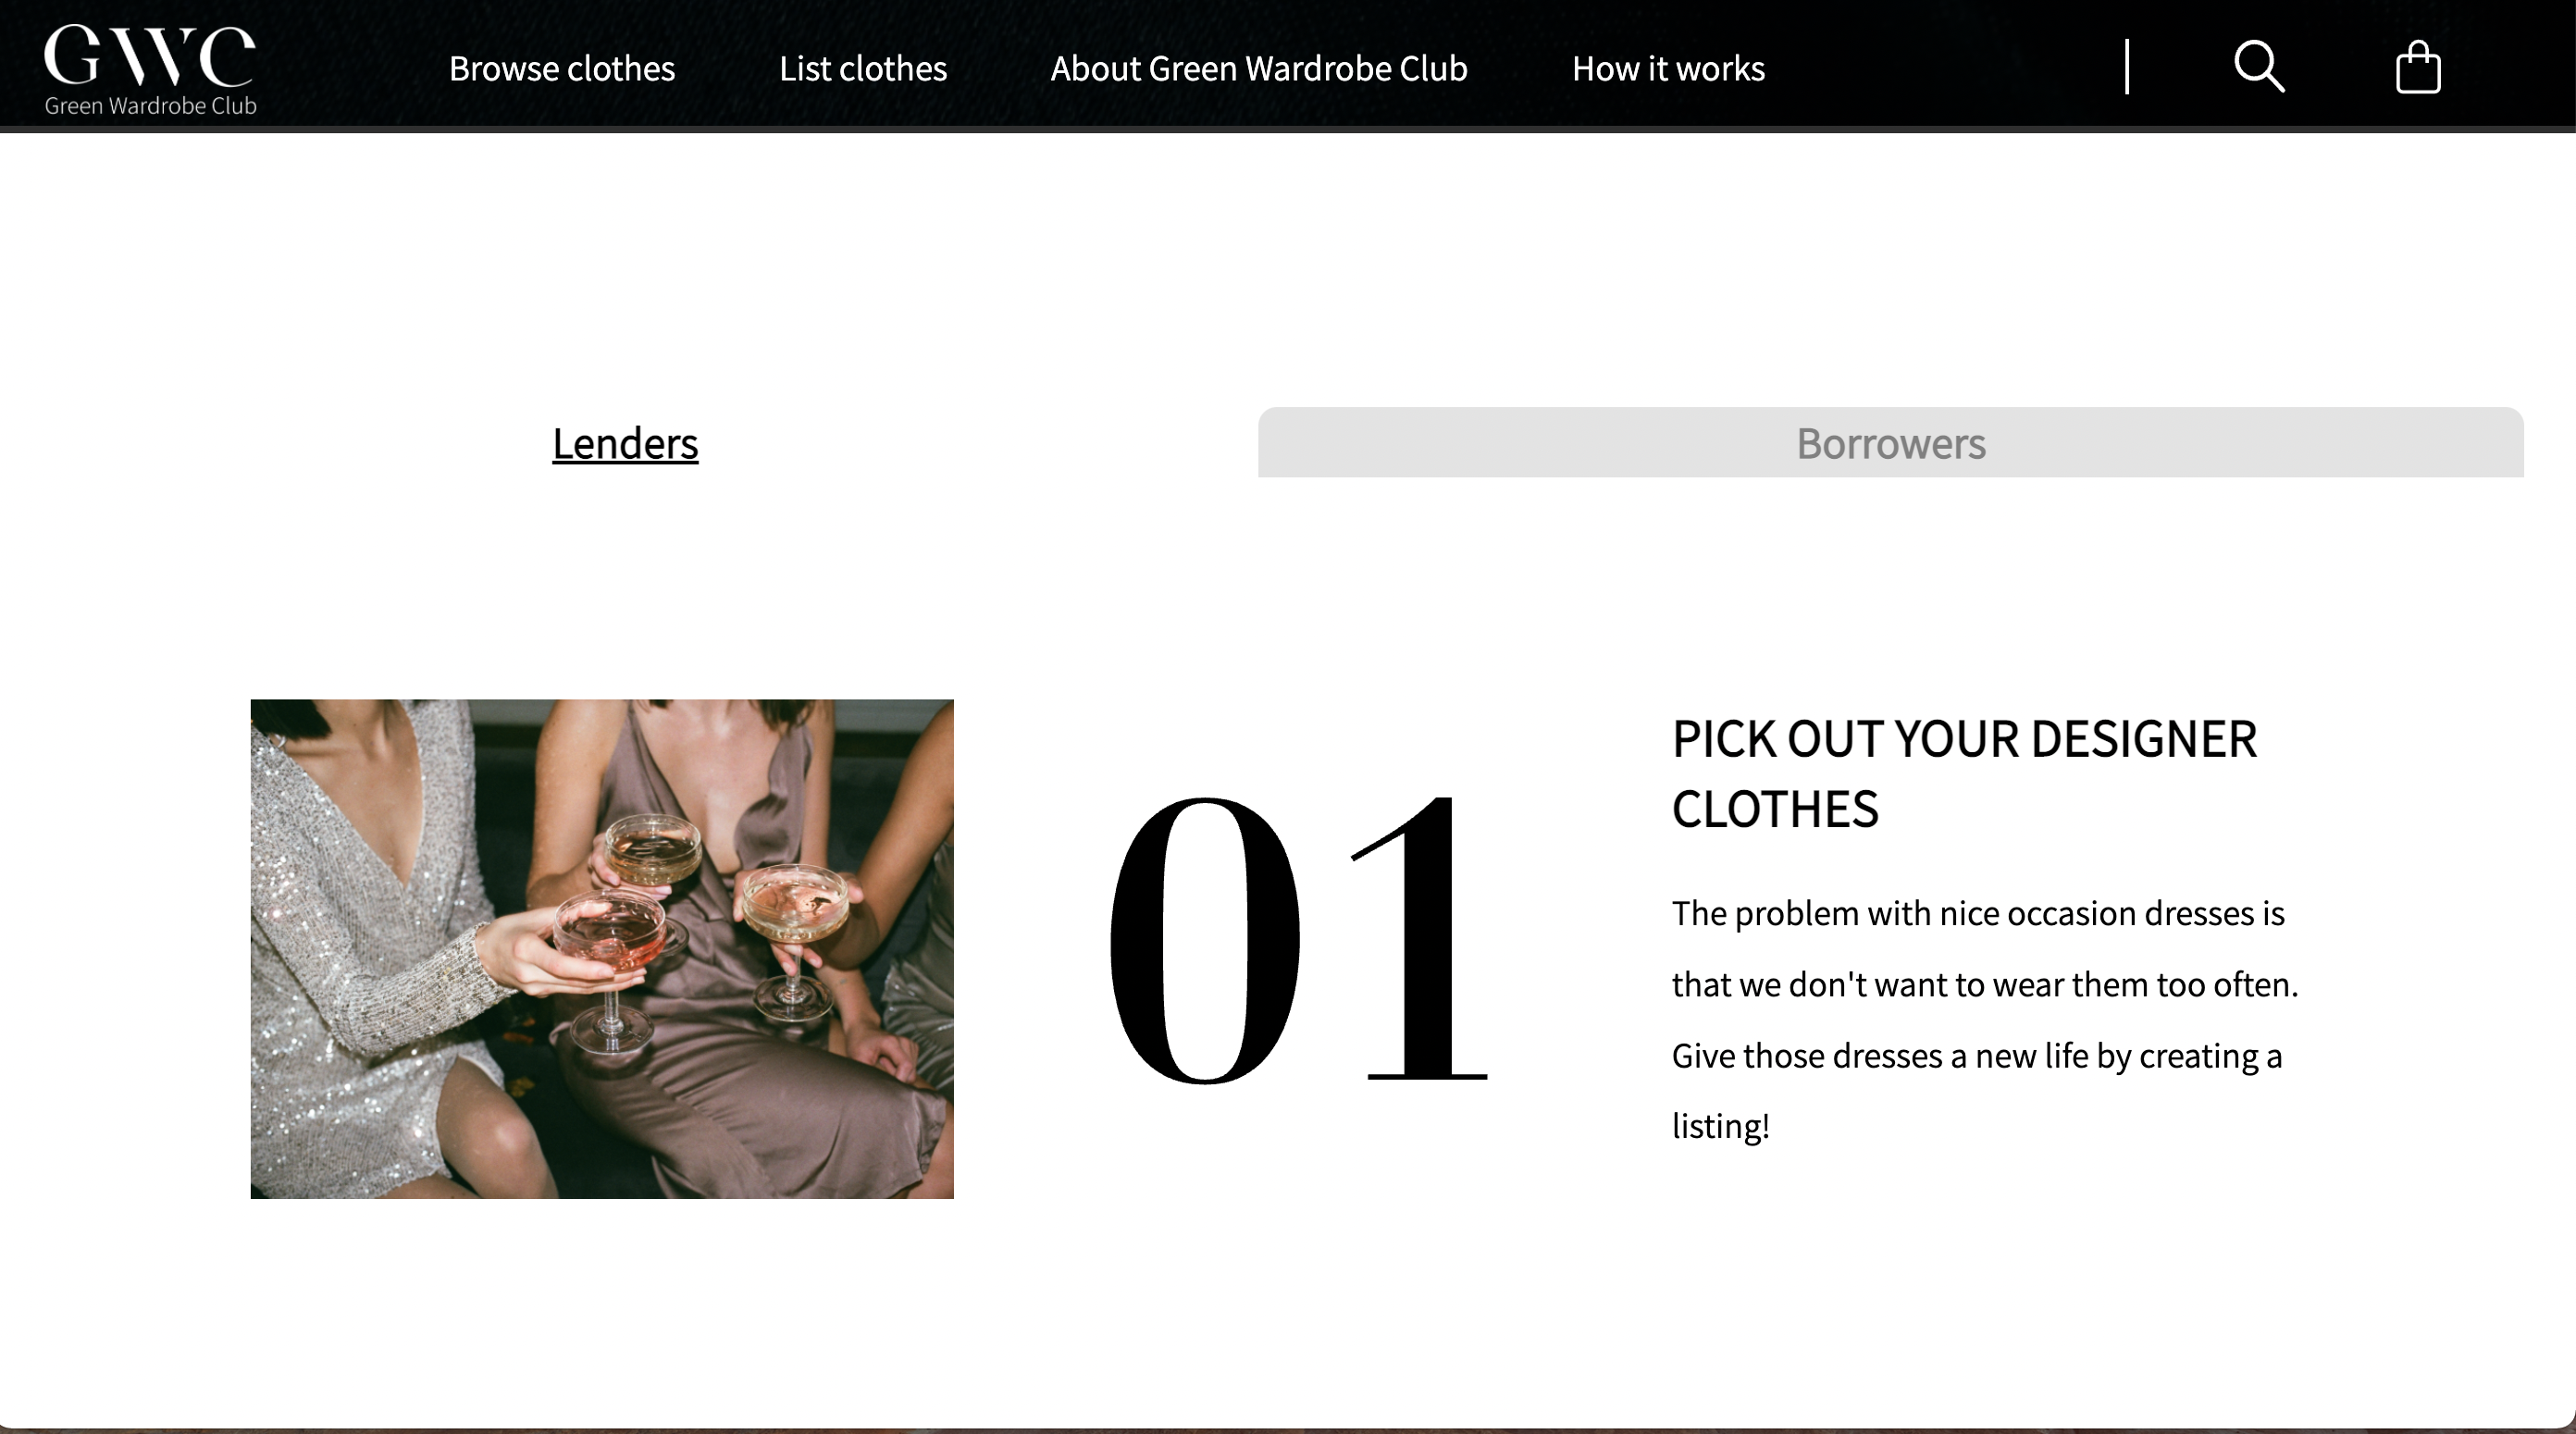 GWC
Green Wardrobe Club
Browse clothes
List clothes
About Green Wardrobe Club
How it works
Lenders
Borrowers
01
PICK OUT YOUR DESIGNER
CLOTHES
The problem with nice occasion dresses is
that we don't want to wear them too often.
Give those dresses a new life by creating a
listing!